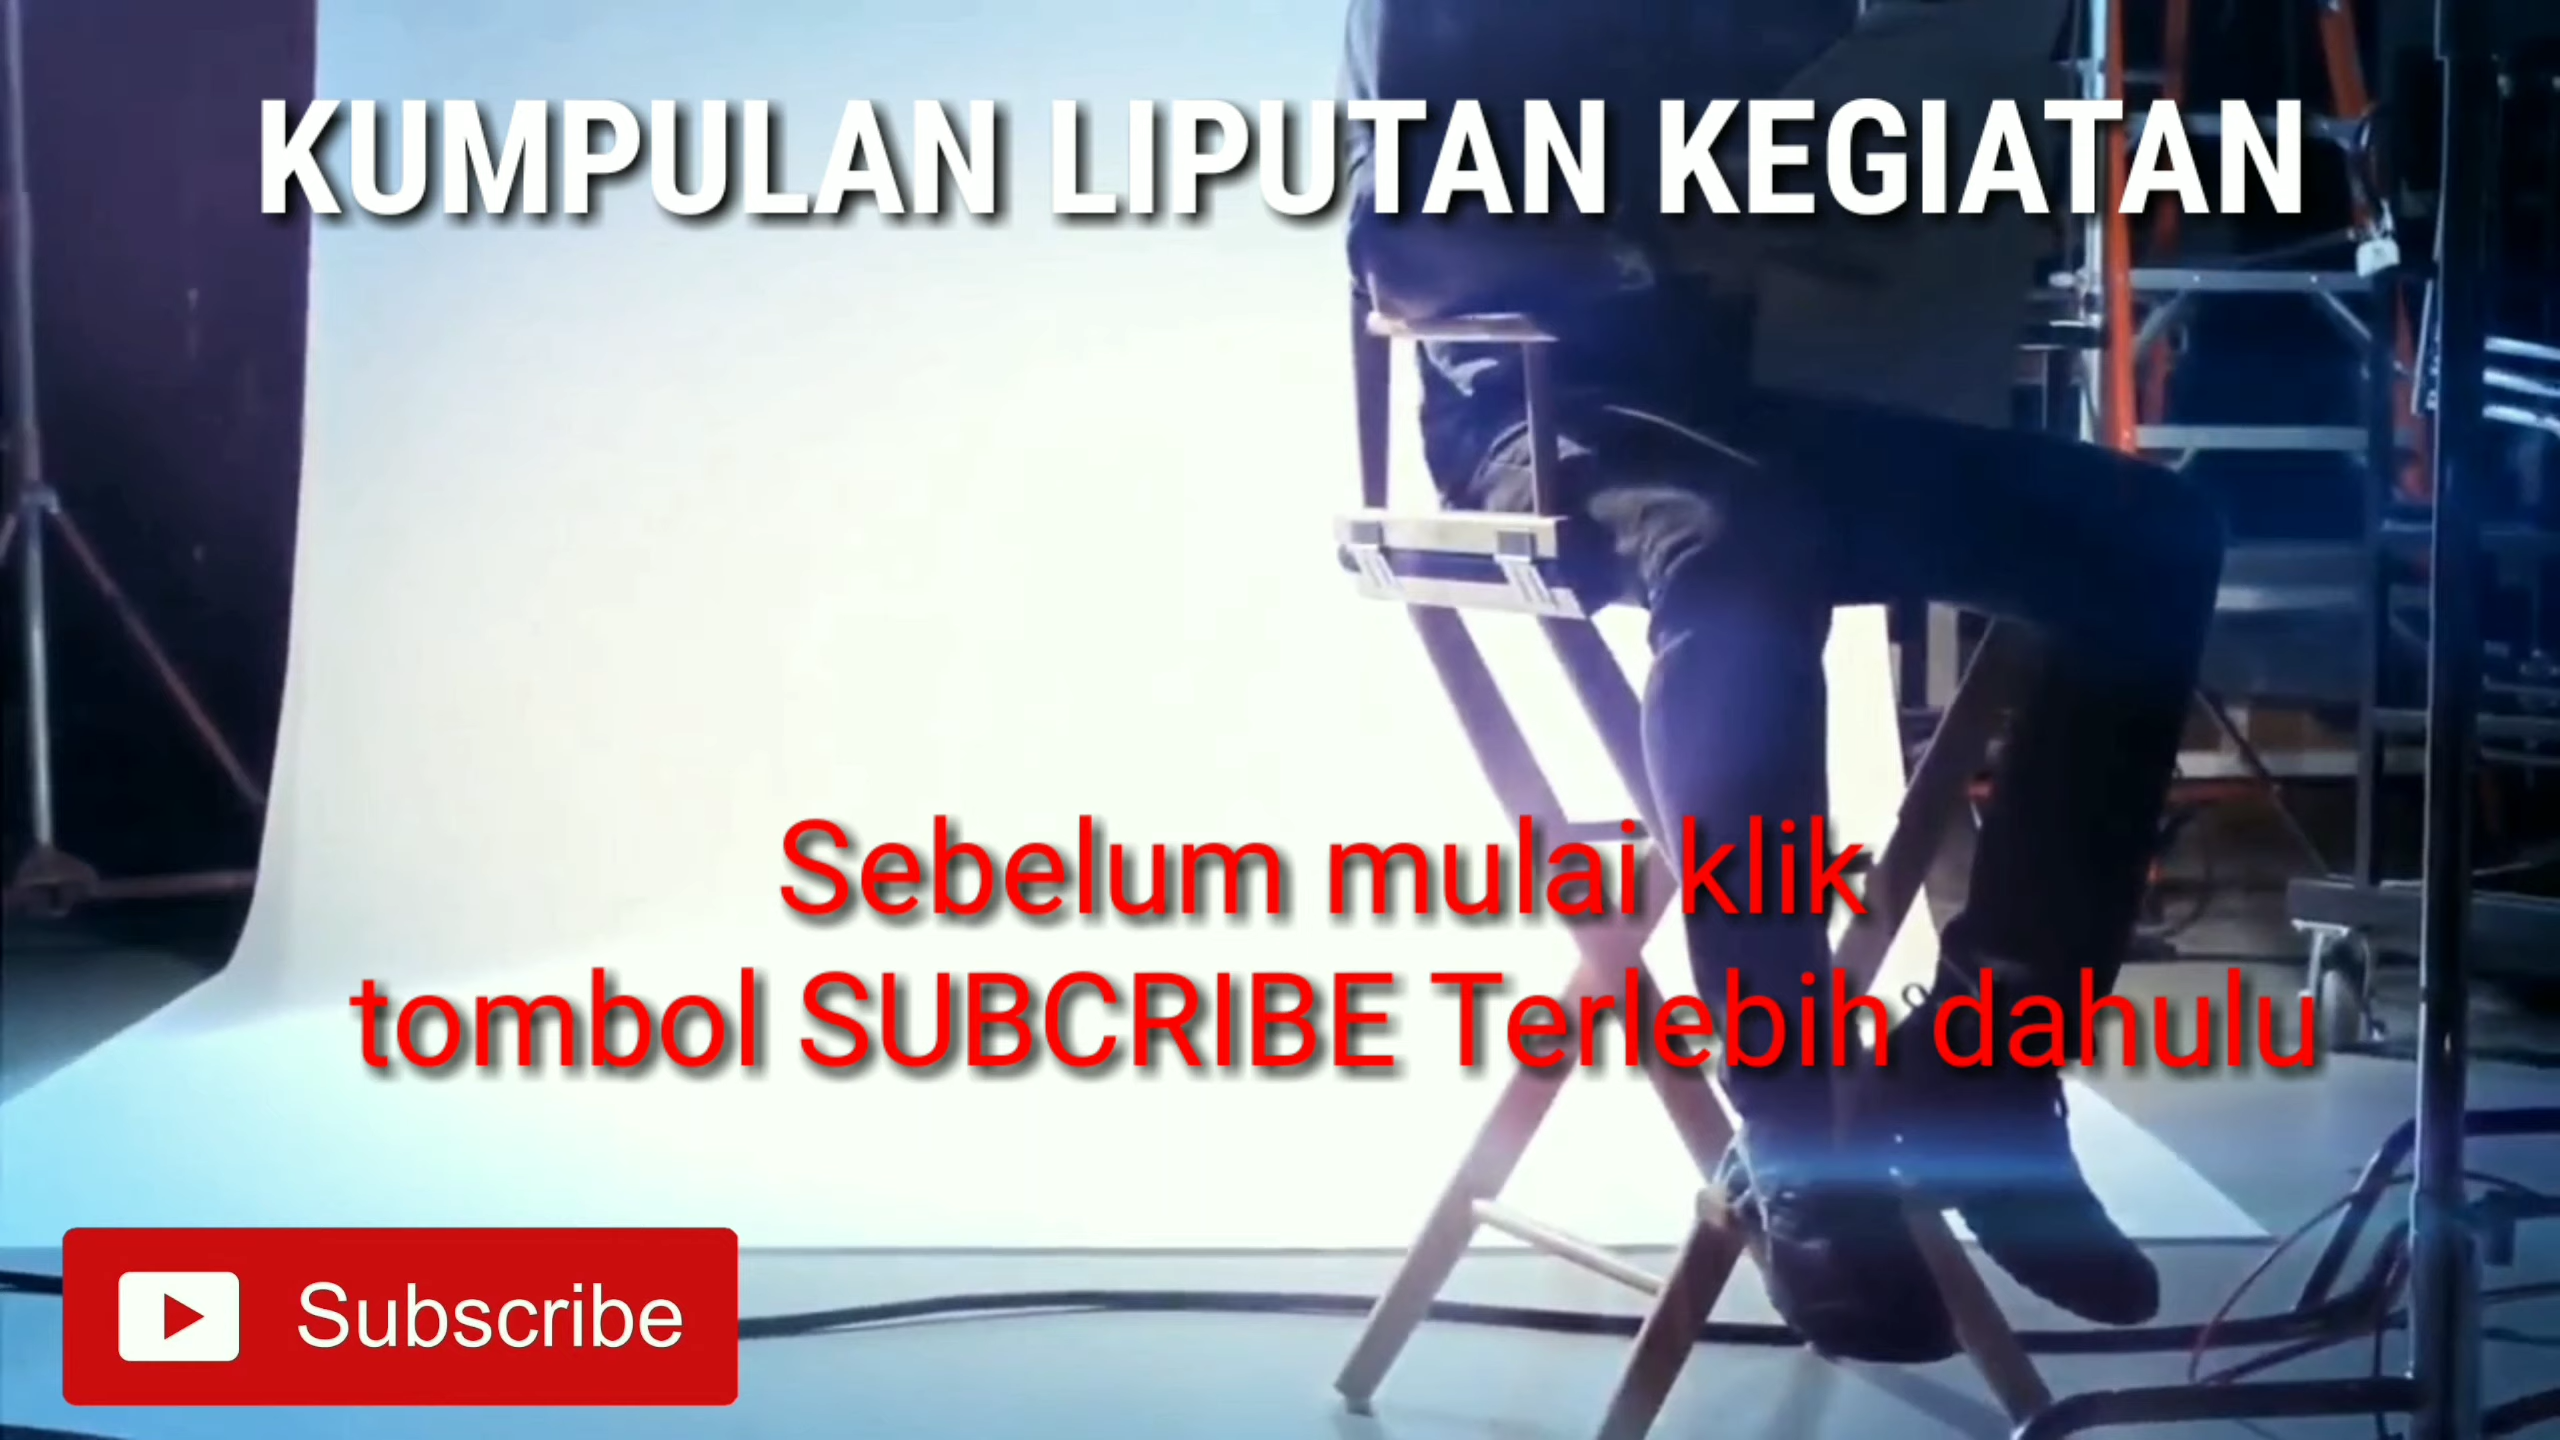 KUMPULAN LIPUTAN KEGIATAN
Sebelum mulai klik
tombol SUBCRIBE Terlebih dahulu
Subscribe